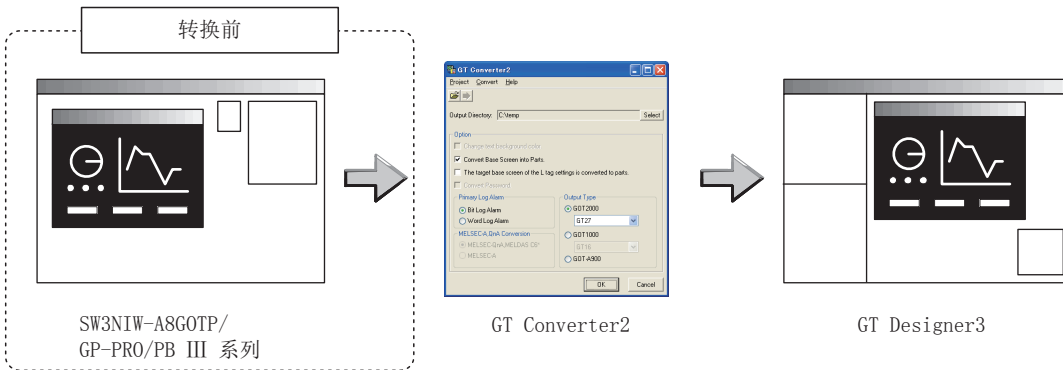 转换前
SW3NIW-A8GOTP/
GP-PRO/PB III 系列
GT Converter2
Project Convert Help
Output Directory: C:\temp Select
Option
Change text background color.
Convert Base Screen into Parts.
The target base screen of the L tag settings is converted to parts.
Convert Password
Primary Log Alarm
Bit Log Alarm
Word Log Alarm
MELSEC-A,QnA Conversion
MELSEC-QnA,MELDAS C6*
MELSEC-A
Output Type
GOT2000
GT27
GOT1000
GT16
GOT-A900
OK Cancel
GT Converter2
GT Designer3